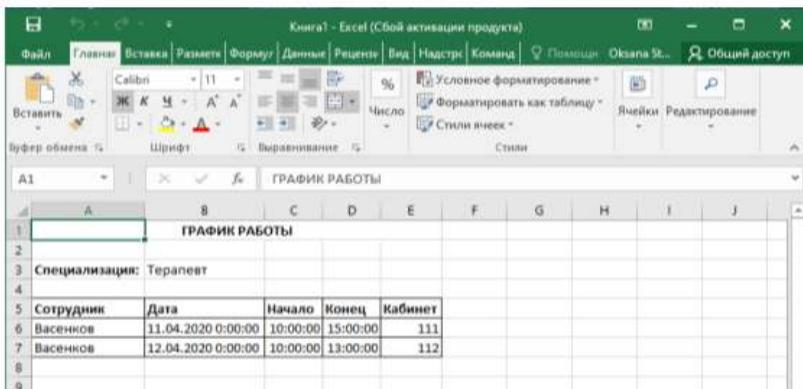 Книга1 - Excel (Сбой активации продукта)
Файл Главная Вставка Разметк Формул Данные Рецензи Вид Надстрс Команд Помощн Oksana St... Общий доступ
Calibri 11
Ж К Ч
Вставить
%
Число
Условное форматирование
Форматировать как таблицу
Стили ячеек
Ячейки Редактирование
Буфер обмена Шрифт Выравнивание Стили
A1 fx ГРАФИК РАБОТЫ
A B C D E F G H I J
1 ГРАФИК РАБОТЫ
2
3 Специализация: Терапевт
4
5 Сотрудник Дата Начало Конец Кабинет
6 Васенков 11.04.2020 0:00:00 10:00:00 15:00:00 111
7 Васенков 12.04.2020 0:00:00 10:00:00 13:00:00 112
8
9